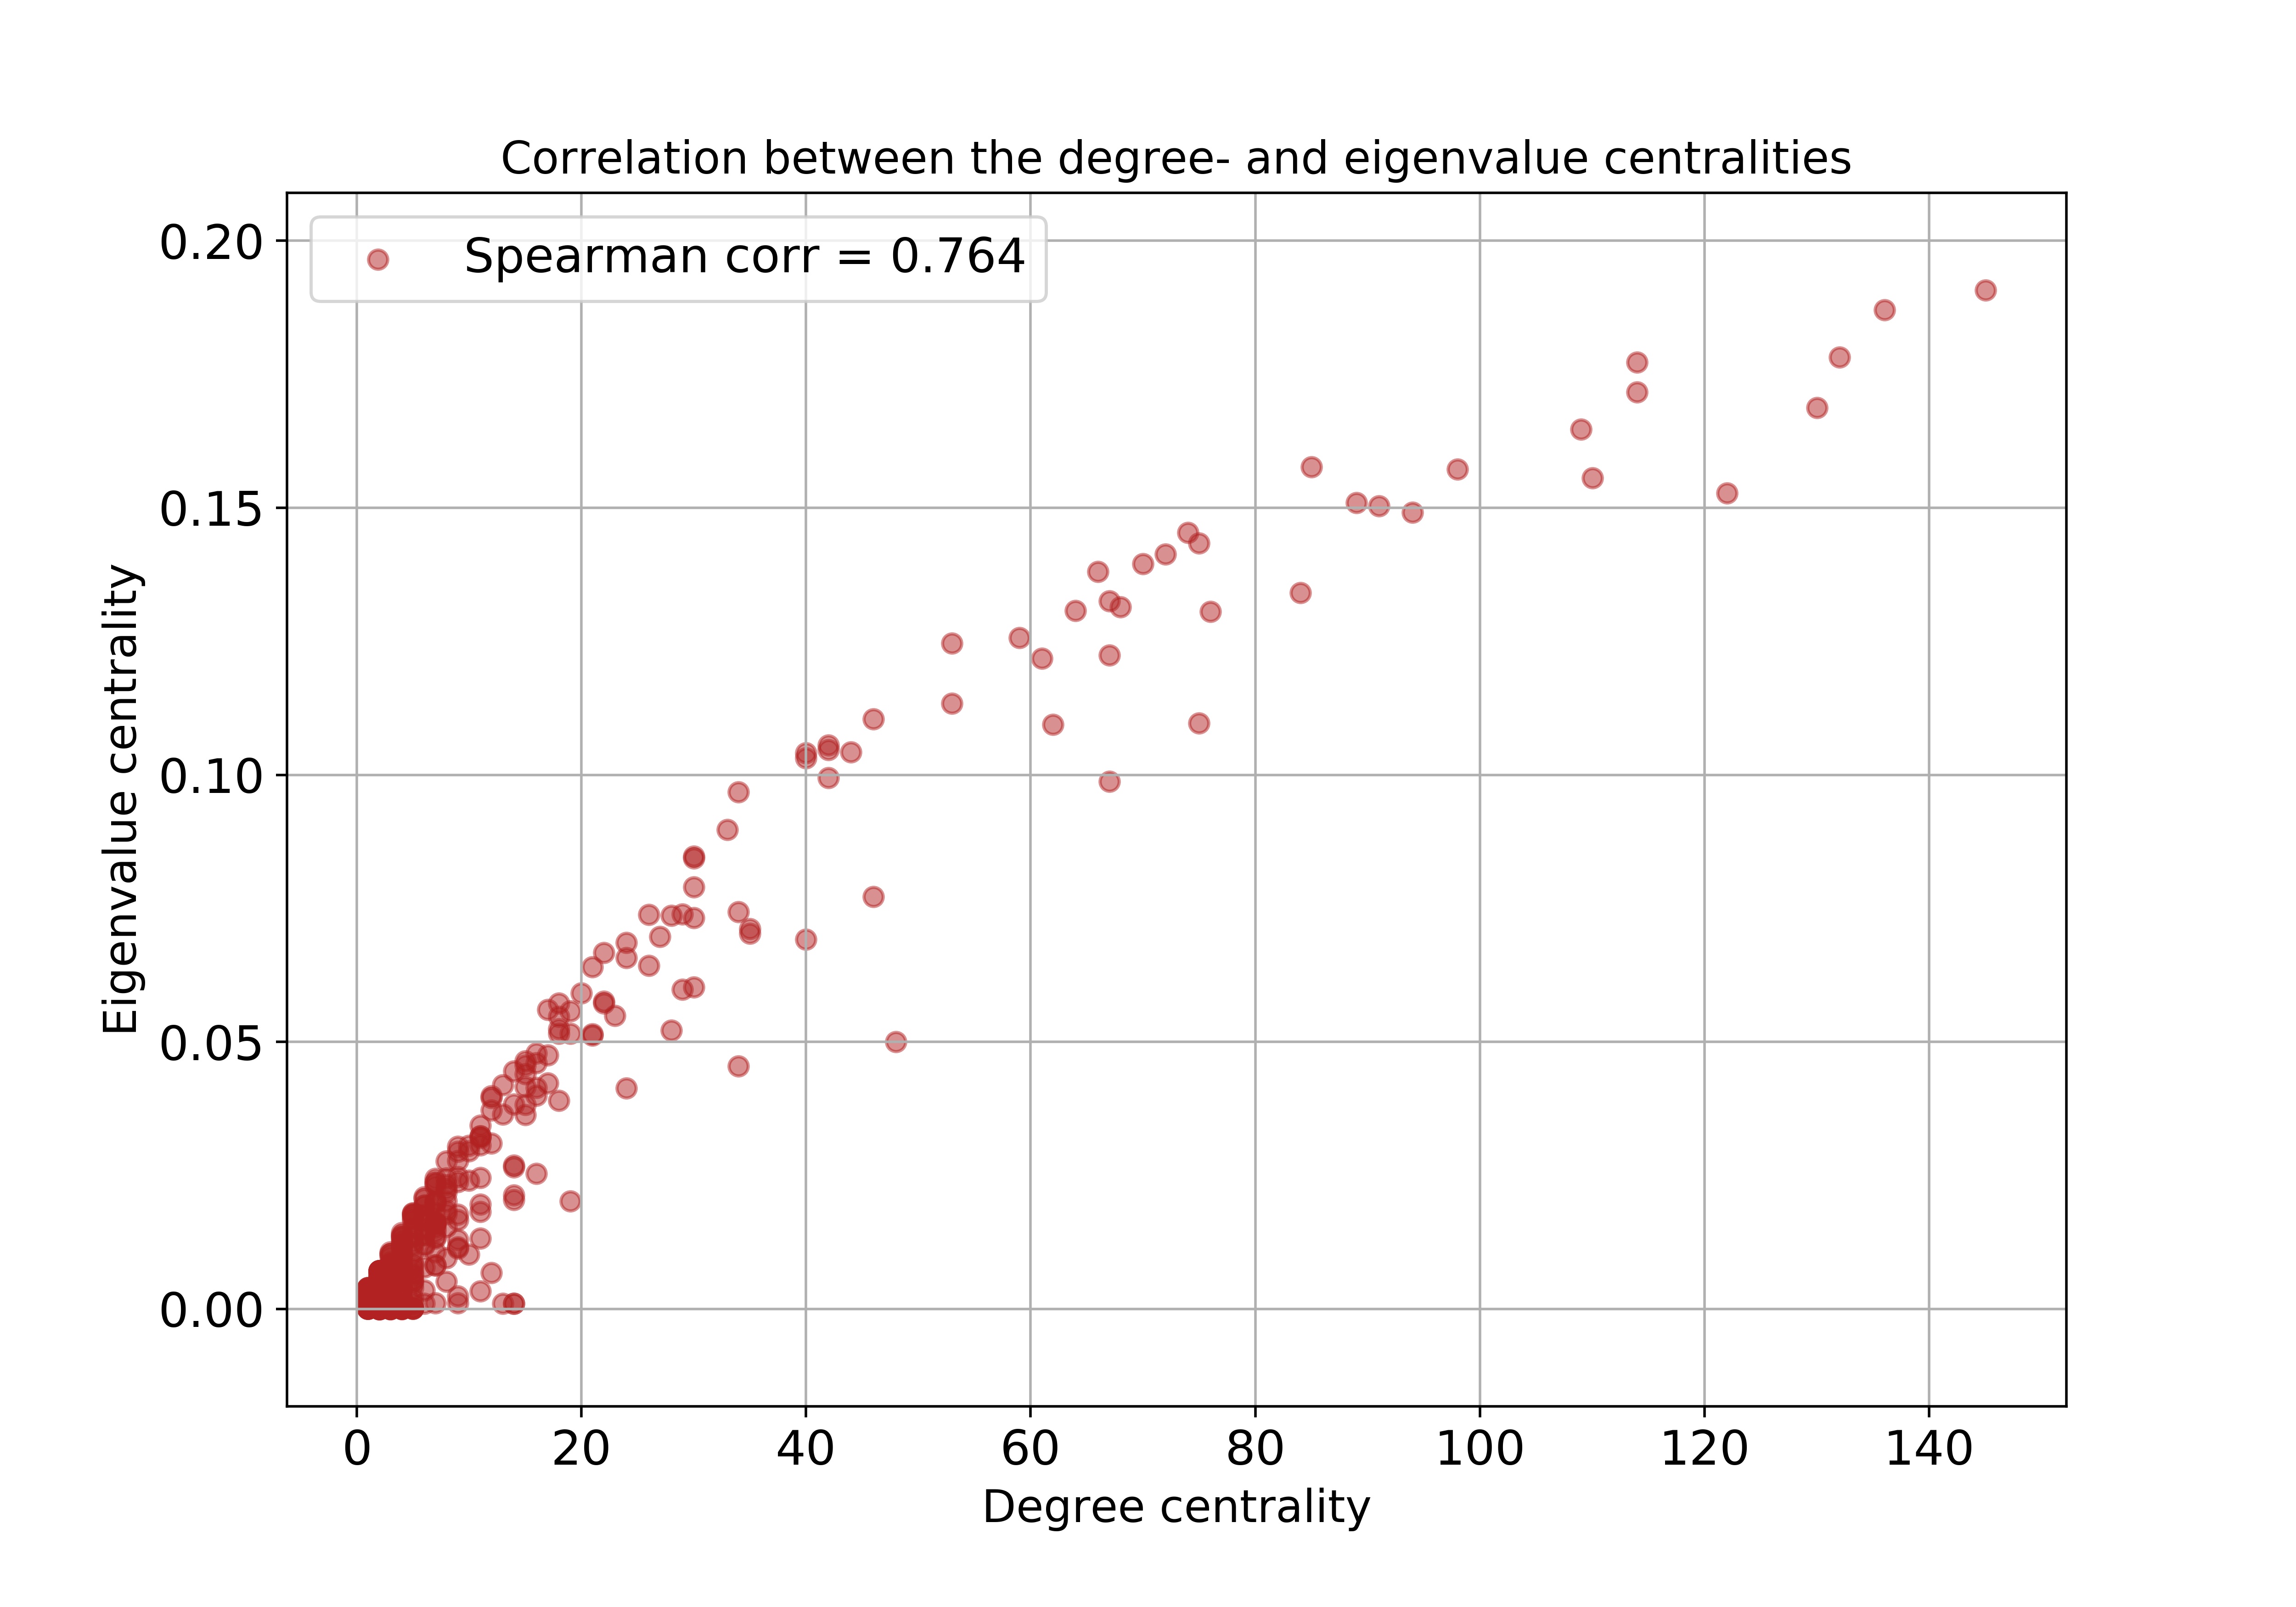 Correlation between the degree- and eigenvalue centralities
Spearman corr = 0.764
0.20
0.15
0.10
0.05
0.00
Eigenvalue centrality
0 20 40 60 80 100 120 140
Degree centrality